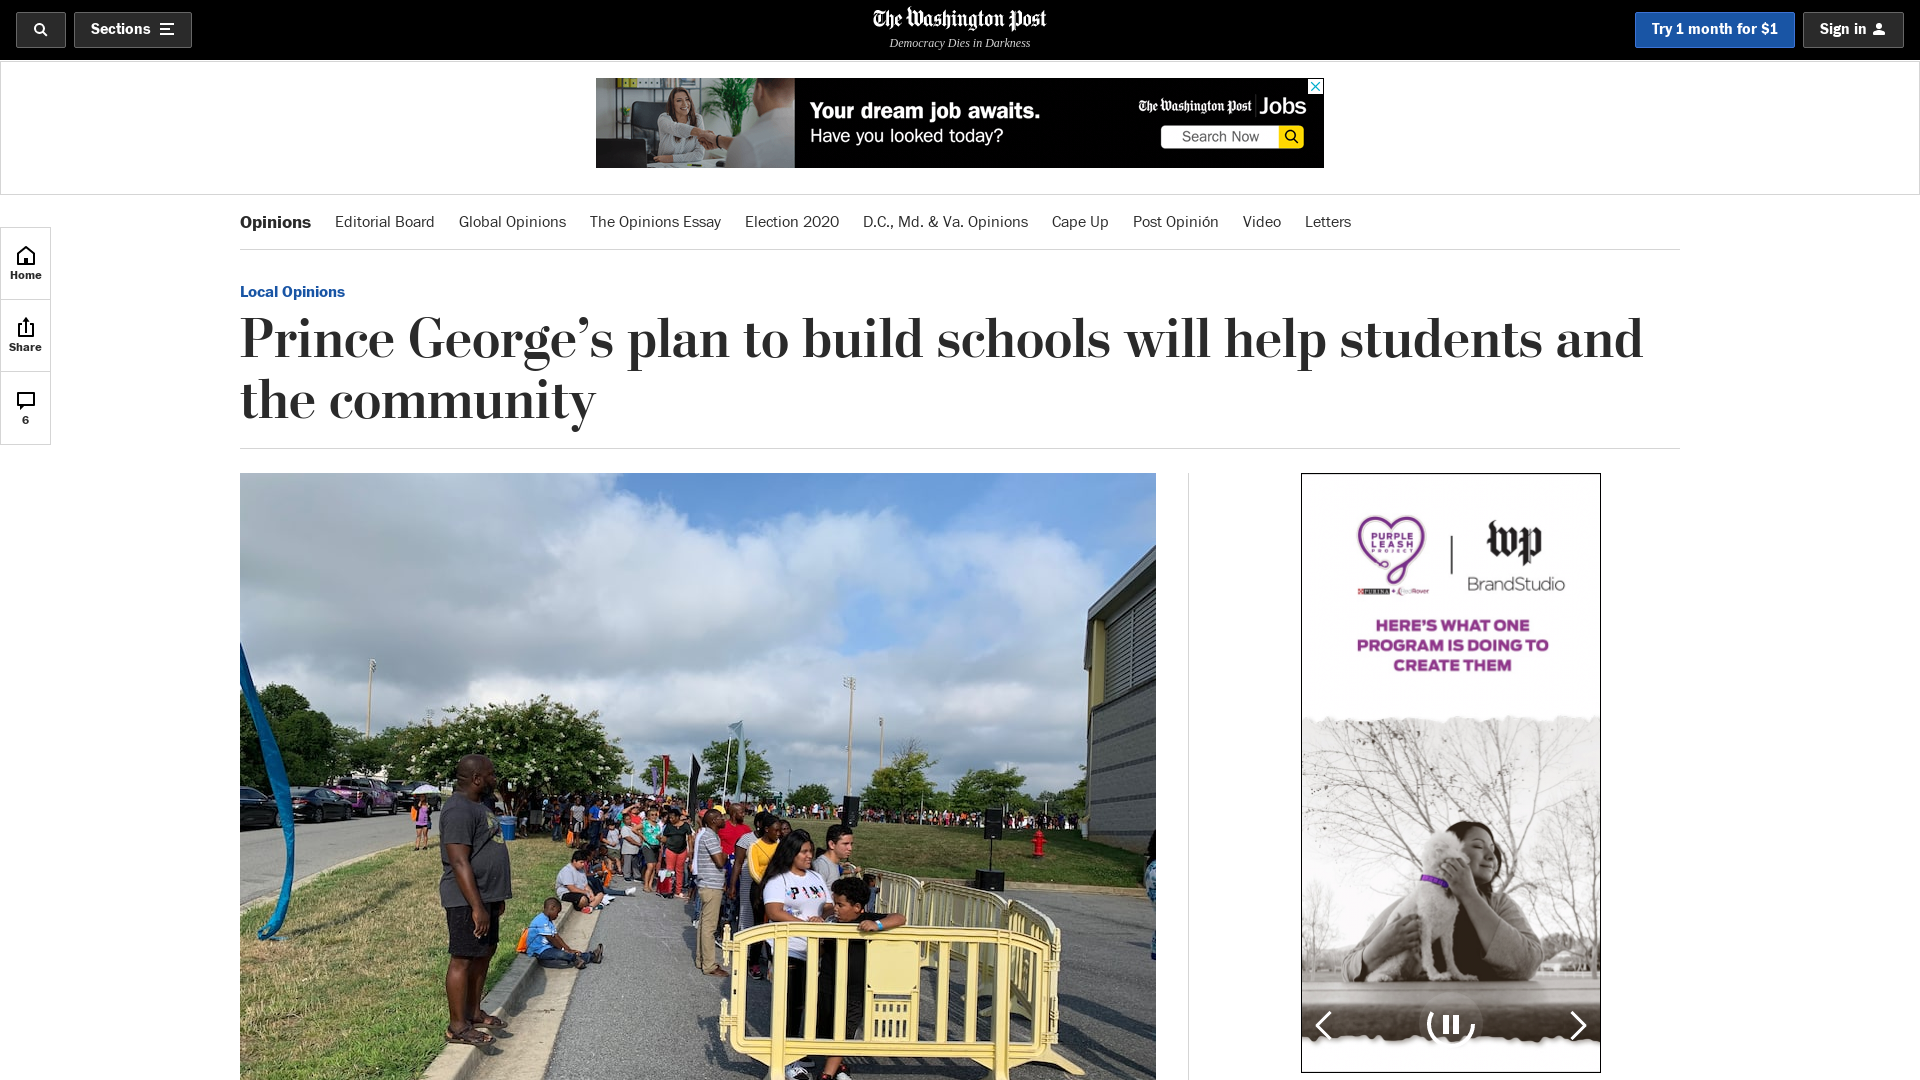 Sections
The Washington Post
Democracy Dies in Darkness
Try 1 month for $1
Sign in
Your dream job awaits.
Have you looked today?
The Washington Post Jobs
Search Now
Opinions Editorial Board Global Opinions The Opinions Essay Election 2020 D.C., Md. & Va. Opinions Cape Up Post Opinión Video Letters
Home
Share
6
Local Opinions
Prince George’s plan to build schools will help students and
the community
PURPLE
LEASH
PROJECT
PURINA +
wp
BrandStudio
HERE'S WHAT ONE
PROGRAM IS DOING TO
CREATE THEM